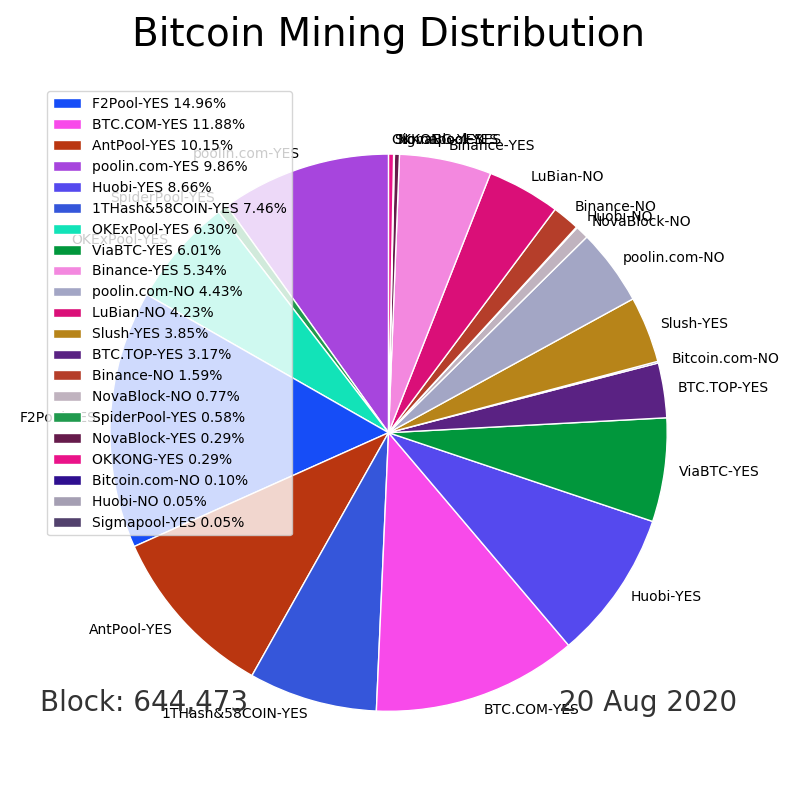 Bitcoin Mining Distribution
F2Pool-YES 14.96%
BTC.COM-YES 11.88%
AntPool-YES 10.15%
poolin.com-YES 9.86%
Huobi-YES 8.66%
1THash&58COIN-YES 7.46%
OKExPool-YES 6.30%
ViaBTC-YES 6.01%
Binance-YES 5.34%
poolin.com-NO 4.43%
LuBian-NO 4.23%
Slush-YES 3.85%
BTC.TOP-YES 3.17%
Binance-NO 1.59%
NovaBlock-NO 0.77%
SpiderPool-YES 0.58%
NovaBlock-YES 0.29%
OKKONG-YES 0.29%
Bitcoin.com-NO 0.10%
Huobi-NO 0.05%
Sigmapool-YES 0.05%
Binance-YES
LuBian-NO
Binance-NO
Huobi-NO
NovaBlock-NO
poolin.com-NO
Slush-YES
Bitcoin.com-NO
BTC.TOP-YES
ViaBTC-YES
Huobi-YES
BTC.COM-YES
1THash&58COIN-YES
AntPool-YES
F2Pool-YES
OKExPool-YES
SpiderPool-YES
poolin.com-YES
Block: 644,473
20 Aug 2020